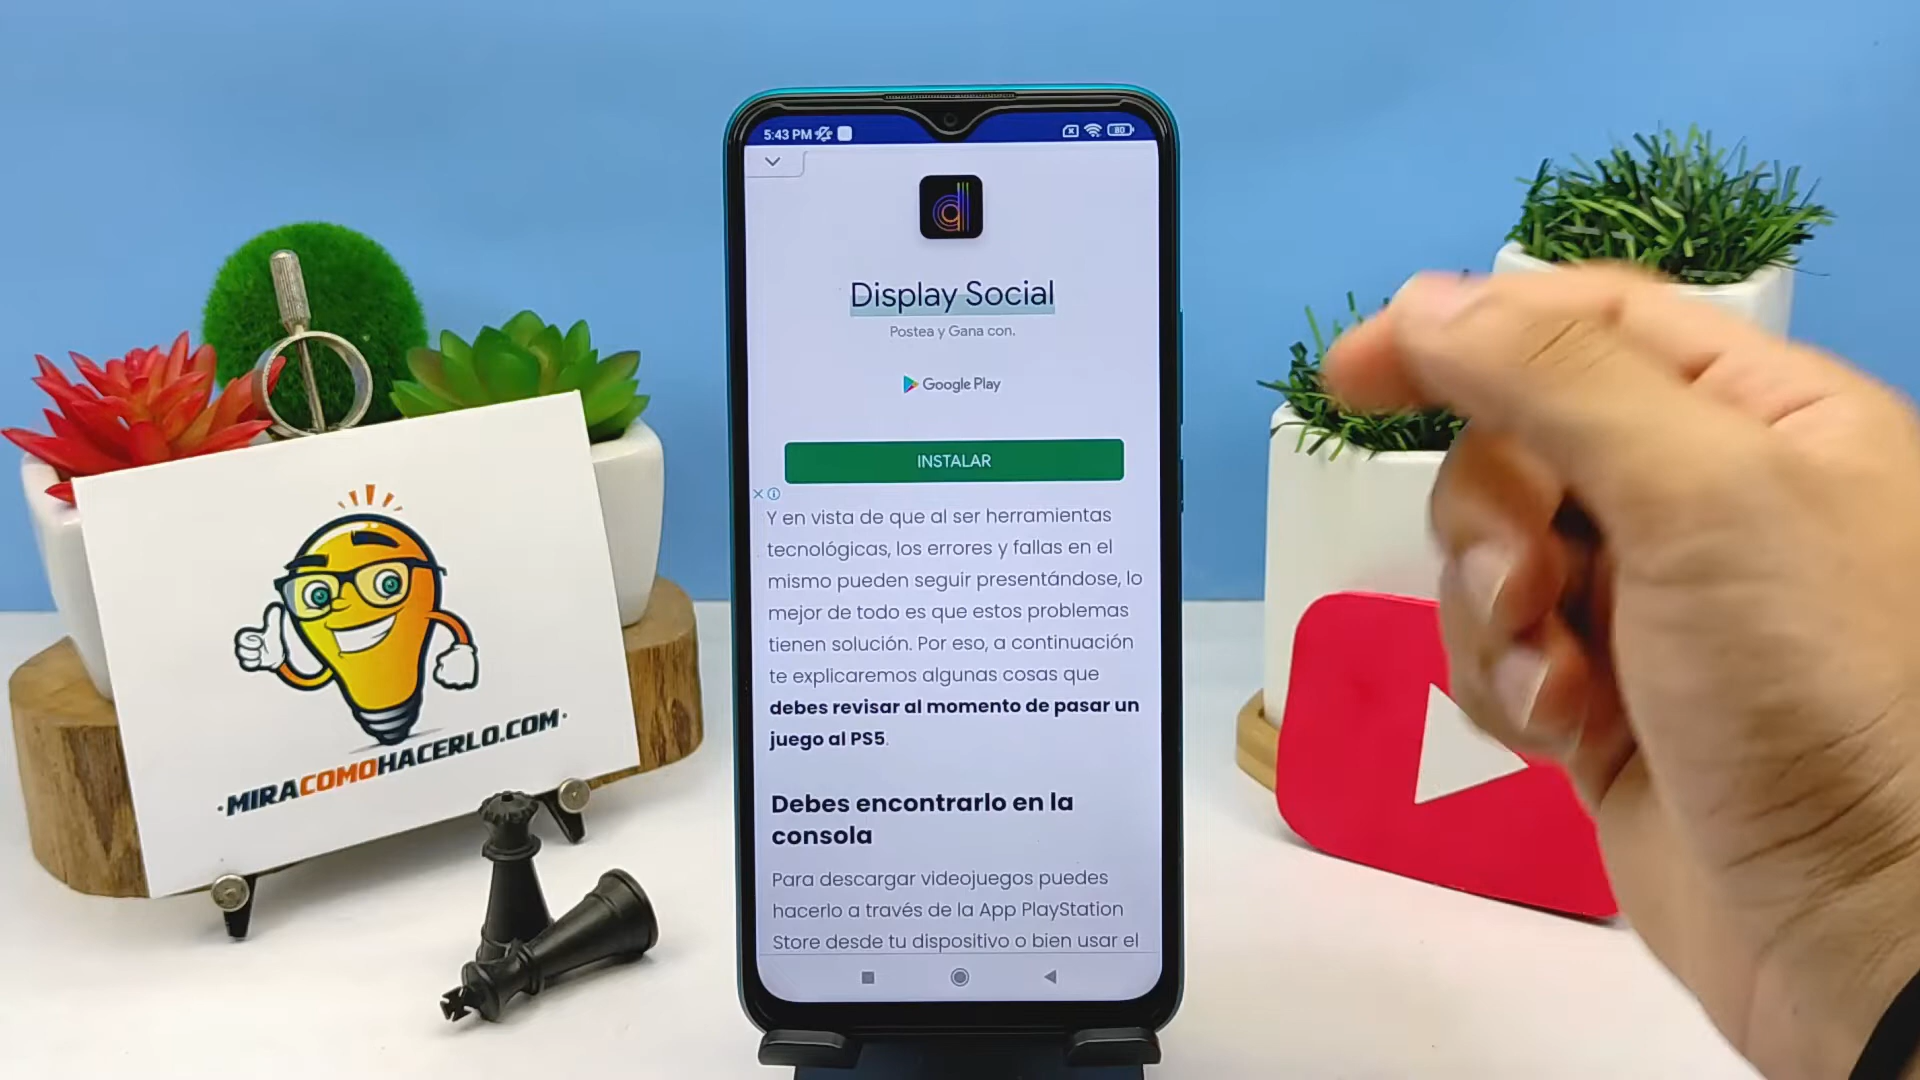 5:43 PM
80
Display Social
Postea y Gana con.
Google Play
INSTALAR
Y en vista de que al ser herramientas
tecnológicas, los errores y fallas en el
mismo pueden seguir presentándose, lo
mejor de todo es que estos problemas
tienen solución. Por eso, a continuación
te explicaremos algunas cosas que
debes revisar al momento de pasar un
juego al PS5.
Debes encontrarlo en la
consola
Para descargar videojuegos puedes
hacerlo a través de la App PlayStation
Store desde tu dispositivo o bien usar el
·MIRACOMOHACERLO.COM·